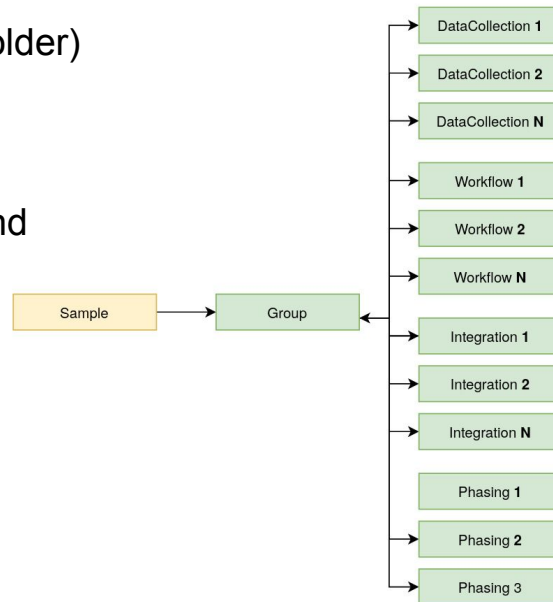 older)
nd
DataCollection 1
DataCollection 2
DataCollection N
Workflow 1
Workflow 2
Workflow N
Sample
Group
Integration 1
Integration 2
Integration N
Phasing 1
Phasing 2
Phasing 3